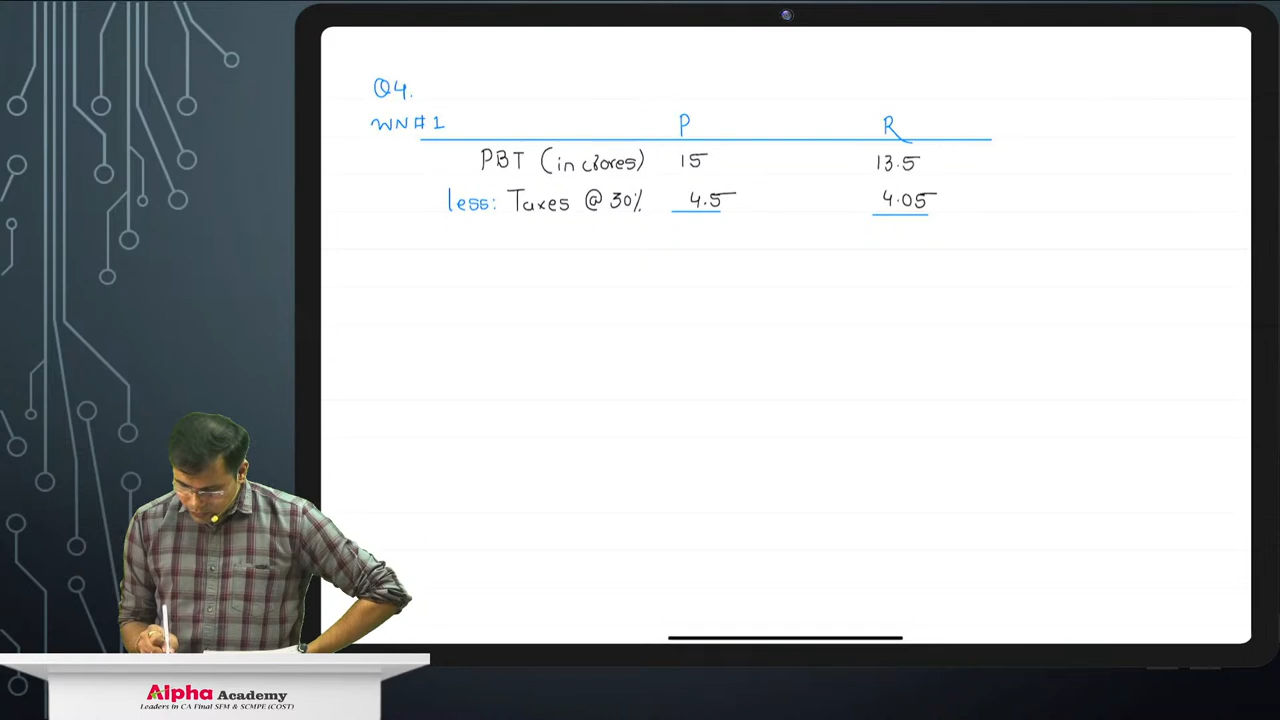 Q4.
WN # 1 P R
PBT (in crores) 15 13.5
less: Taxes @ 30% 4.5 4.05
Alpha Academy
Leaders in CA Final SFM & SCMPE (COST)